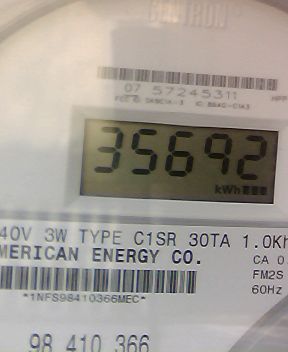 CENTRON
07 57245311
35692
kWh
40V 3W TYPE C1SR 30TA 1.0Kh
MERICAN ENERGY CO.
CA 0
FM2S
*1NFS98410366MEC*
60Hz
98 410 366